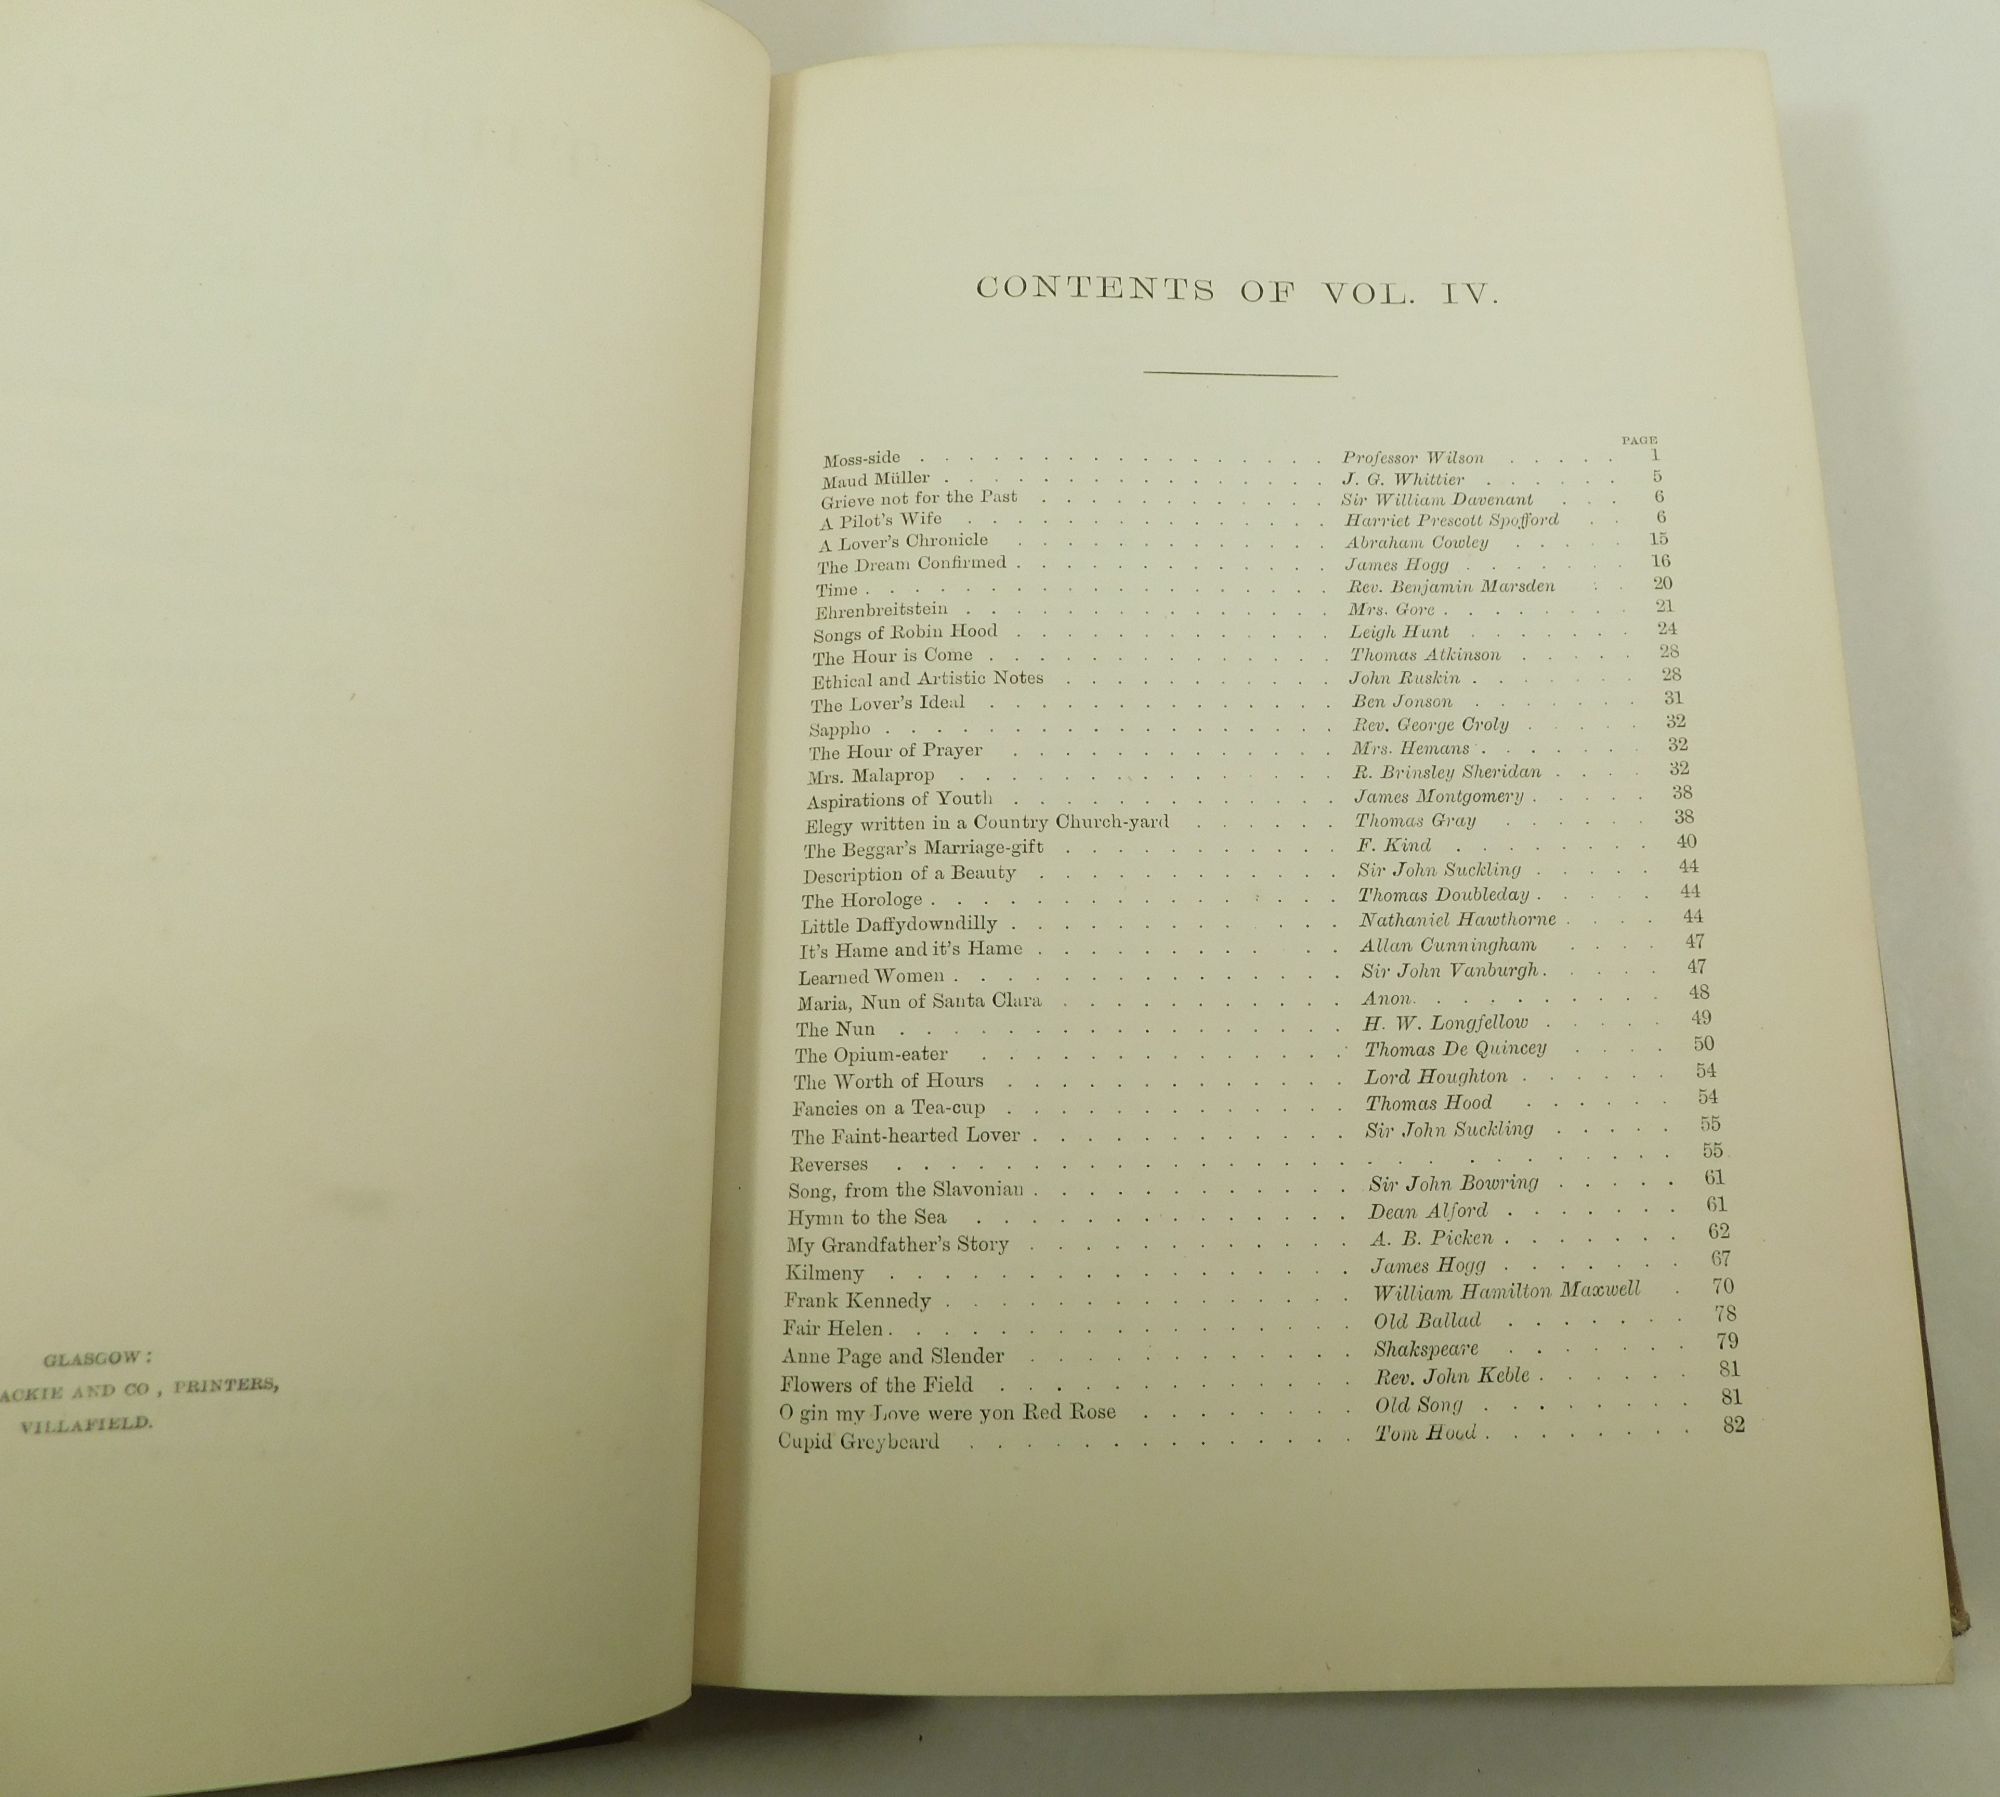 GLASGOW:
ACKIE AND CO., PRINTERS,
VILLAFIELD.
CONTENTS OF VOL. IV.
PAGE
Moss-side . . . . . Professor Wilson . . . . . 1
Maud Müller . . . . . J. G. Whittier . . . . . 5
Grieve not for the Past . . . . . Sir William Davenant . . . 6
A Pilot's Wife . . . . . Harriet Prescott Spofford . . 6
A Lover's Chronicle . . . . . Abraham Cowley . . . . . 15
The Dream Confirmed . . . . . James Hogg . . . . . 16
Time . . . . . Rev. Benjamin Marsden . . 20
Ehrenbreitstein . . . . . Mrs. Gore . . . . . 21
Songs of Robin Hood . . . . . Leigh Hunt . . . . . 24
The Hour is Come . . . . . Thomas Atkinson . . . . . 28
Ethical and Artistic Notes . . . . . John Ruskin . . . . . 28
The Lover's Ideal . . . . . Ben Jonson . . . . . 31
Sappho . . . . . Rev. George Croly . . . . . 32
The Hour of Prayer . . . . . Mrs. Hemans . . . . . 32
Mrs. Malaprop . . . . . R. Brinsley Sheridan . . . . 32
Aspirations of Youth . . . . . James Montgomery . . . . . 38
Elegy written in a Country Church-yard . . . . . Thomas Gray . . . . . 38
The Beggar's Marriage-gift . . . . . F. Kind . . . . . 40
Description of a Beauty . . . . . Sir John Suckling . . . . . 44
The Horologe . . . . . Thomas Doubleday . . . . . 44
Little Daffydowndilly . . . . . Nathaniel Hawthorne . . . . 44
It's Hame and it's Hame . . . . . Allan Cunningham . . . . 47
Learned Women . . . . . Sir John Vanburgh . . . . . 47
Maria, Nun of Santa Clara . . . . . Anon. . . . . . 48
The Nun . . . . . H. W. Longfellow . . . . . 49
The Opium-eater . . . . . Thomas De Quincey . . . . 50
The Worth of Hours . . . . . Lord Houghton . . . . . 54
Fancies on a Tea-cup . . . . . Thomas Hood . . . . . 54
The Faint-hearted Lover . . . . . Sir John Suckling . . . . . 55
Reverses . . . . . 55
Song, from the Slavonian . . . . . Sir John Bowring . . . . . 61
Hymn to the Sea . . . . . Dean Alford . . . . . 61
My Grandfather's Story . . . . . A. B. Picken . . . . . 62
Kilmeny . . . . . James Hogg . . . . . 67
Frank Kennedy . . . . . William Hamilton Maxwell . 70
Fair Helen . . . . . Old Ballad . . . . . 78
Anne Page and Slender . . . . . Shakspeare . . . . . 79
Flowers of the Field . . . . . Rev. John Keble . . . . . 81
O gin my Love were yon Red Rose . . . . . Old Song . . . . . 81
Cupid Greybeard . . . . . Tom Hood . . . . . 82